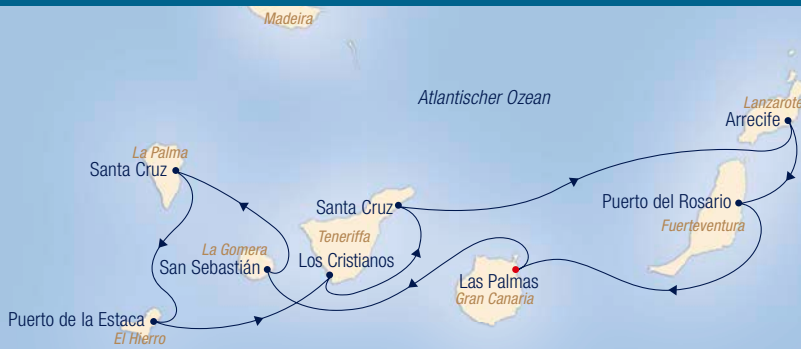 Madeira
Atlantischer Ozean
Lanzarote
Arrecife
La Palma
Santa Cruz
Puerto del Rosario
Santa Cruz
Fuerteventura
Teneriffa
La Gomera
Los Cristianos
San Sebastián
Las Palmas
Gran Canaria
Puerto de la Estaca
El Hierro